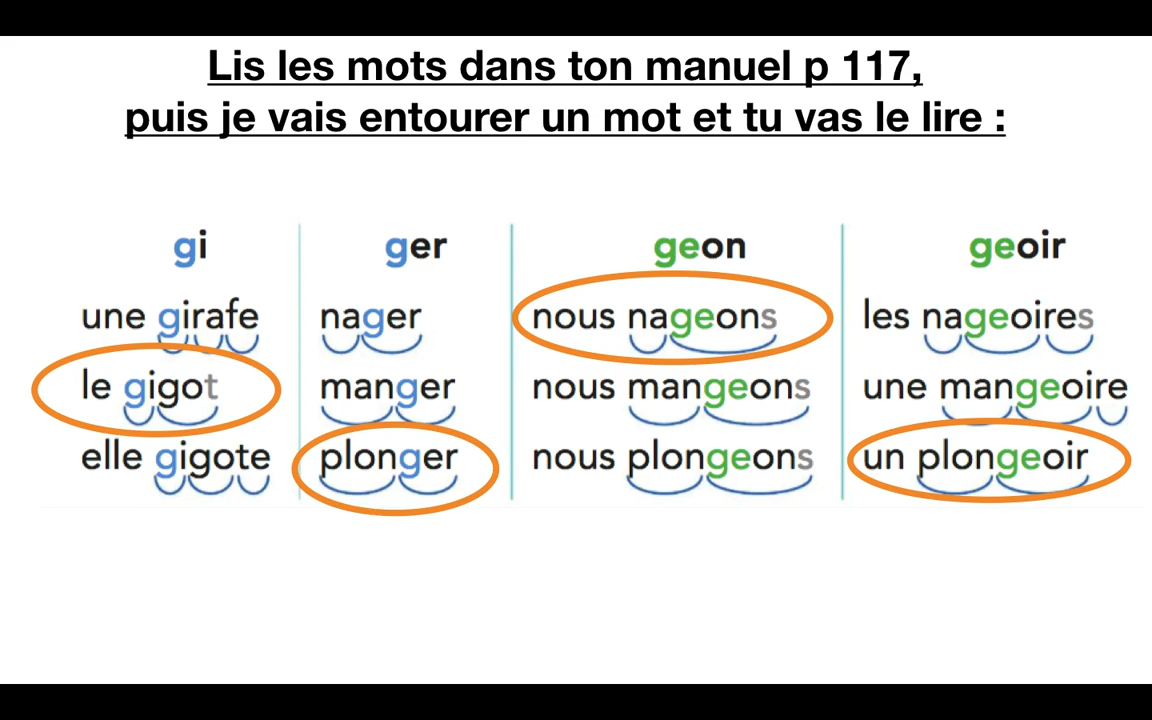 Lis les mots dans ton manuel p 117,
puis je vais entourer un mot et tu vas le lire :
gi ger geon geoir
une girafe nager nous nageons les nageoires
le gigot manger nous mangeons une mangeoire
elle gigote plonger nous plongeons un plongeoir